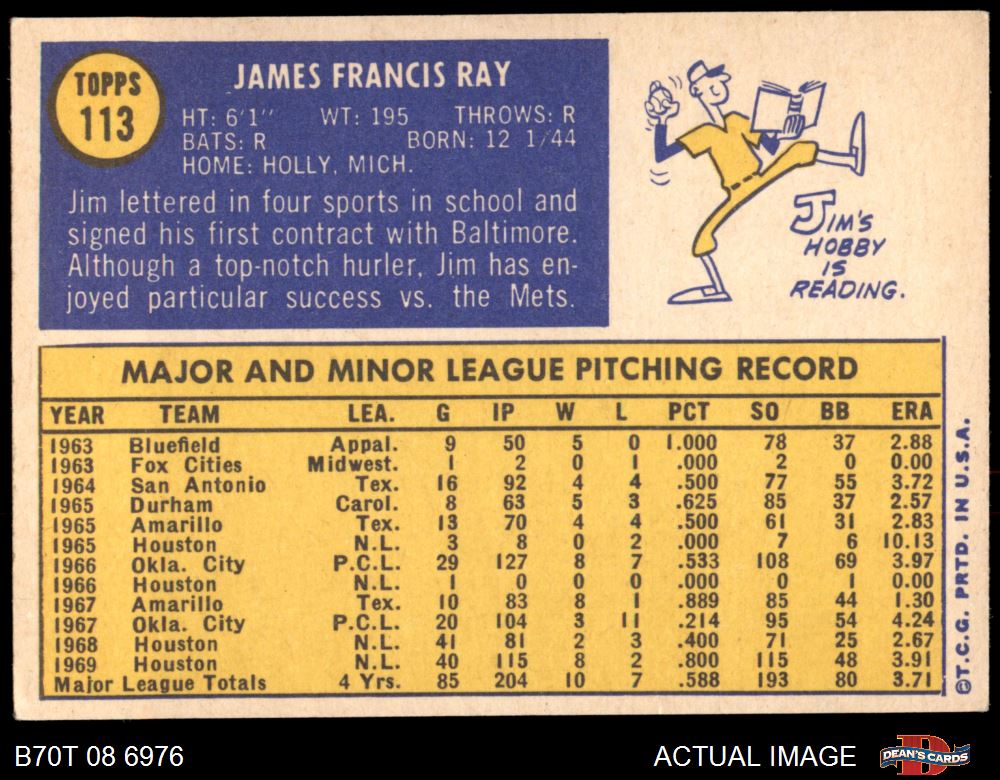 TOPPS
113
JAMES FRANCIS RAY
HT: 6'1" WT: 195 THROWS: R
BATS: R BORN: 12 1/44
HOME: HOLLY, MICH.
Jim lettered in four sports in school and
signed his first contract with Baltimore.
Although a top-notch hurler, Jim has en-
joyed particular success vs. the Mets.
JIM'S
HOBBY
IS
READING.
MAJOR AND MINOR LEAGUE PITCHING RECORD
YEAR TEAM LEA. G IP W L PCT SO BB ERA
1963 Bluefield Appal. 9 50 5 0 1.000 78 37 2.88
1963 Fox Cities Midwest. 1 2 0 1 .000 2 0 0.00
1964 San Antonio Tex. 16 92 4 4 .500 77 55 3.72
1965 Durham Carol. 8 63 5 3 .625 85 37 2.57
1965 Amarillo Tex. 13 70 4 4 .500 61 31 2.83
1965 Houston N.L. 3 8 0 2 .000 7 6 10.13
1966 Okla. City P.C.L. 29 127 8 7 .533 108 69 3.97
1966 Houston N.L. 1 0 0 0 .000 0 1 0.00
1967 Amarillo Tex. 10 83 8 1 .889 85 44 1.30
1967 Okla. City P.C.L. 20 104 3 11 .214 95 54 4.24
1968 Houston N.L. 41 81 2 3 .400 71 25 2.67
1969 Houston N.L. 40 115 8 2 .800 115 48 3.91
Major League Totals 4 Yrs. 85 204 10 7 .588 193 80 3.71
©T.C.G. PRTD. IN U.S.A.
B70T 08 6976
ACTUAL IMAGE
DEAN'S CARDS